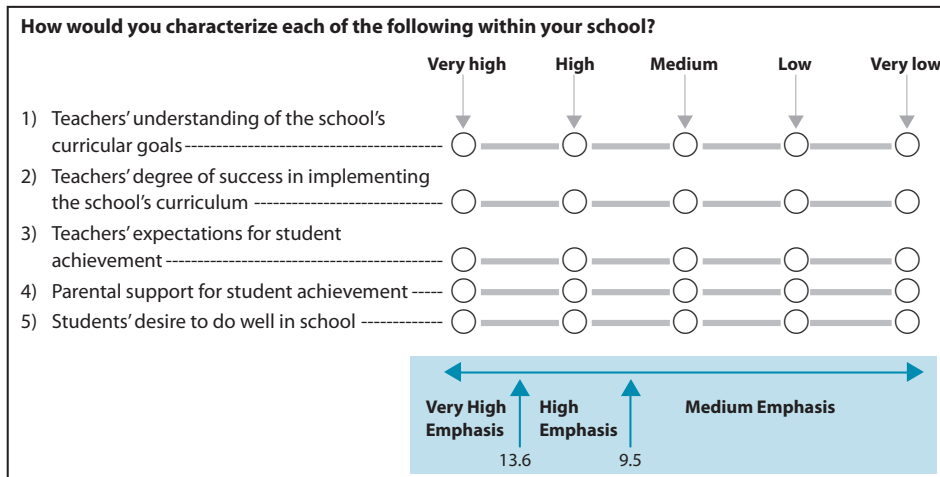 How would you characterize each of the following within your school?
Very high High Medium Low Very low
1) Teachers’ understanding of the school’s
curricular goals
2) Teachers’ degree of success in implementing
the school’s curriculum
3) Teachers’ expectations for student
achievement
4) Parental support for student achievement
5) Students’ desire to do well in school
Very High High Medium Emphasis
Emphasis Emphasis
13.6 9.5